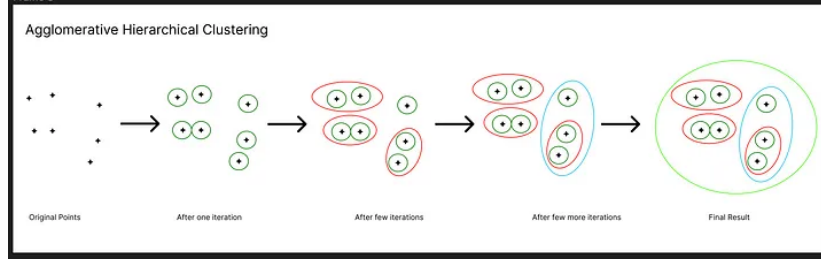 Agglomerative Hierarchical Clustering
Original Points
After one iteration
After few iterations
After few more iterations
Final Result